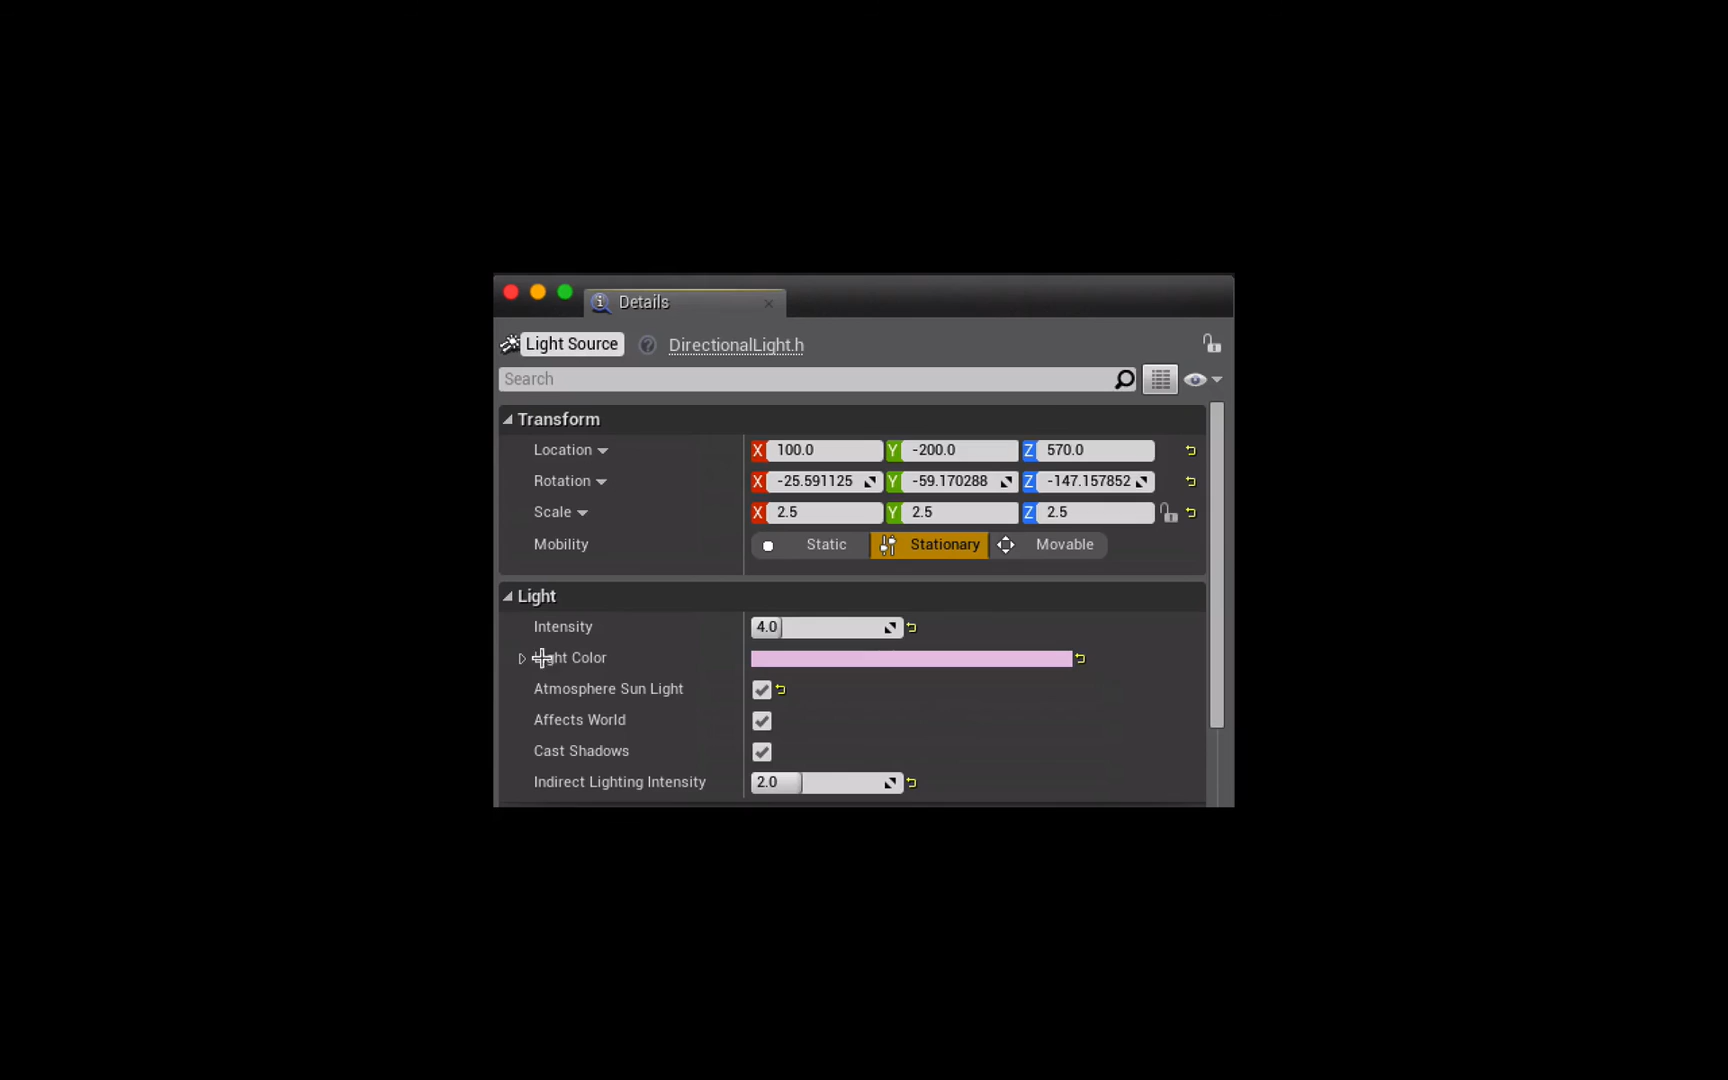 Details
Light Source DirectionalLight.h
Search
Transform
Location X 100.0 Y -200.0 Z 570.0
Rotation X -25.591125 Y -59.170288 Z -147.157852
Scale X 2.5 Y 2.5 Z 2.5
Mobility Static Stationary Movable
Light
Intensity 4.0
Light Color
Atmosphere Sun Light
Affects World
Cast Shadows
Indirect Lighting Intensity 2.0